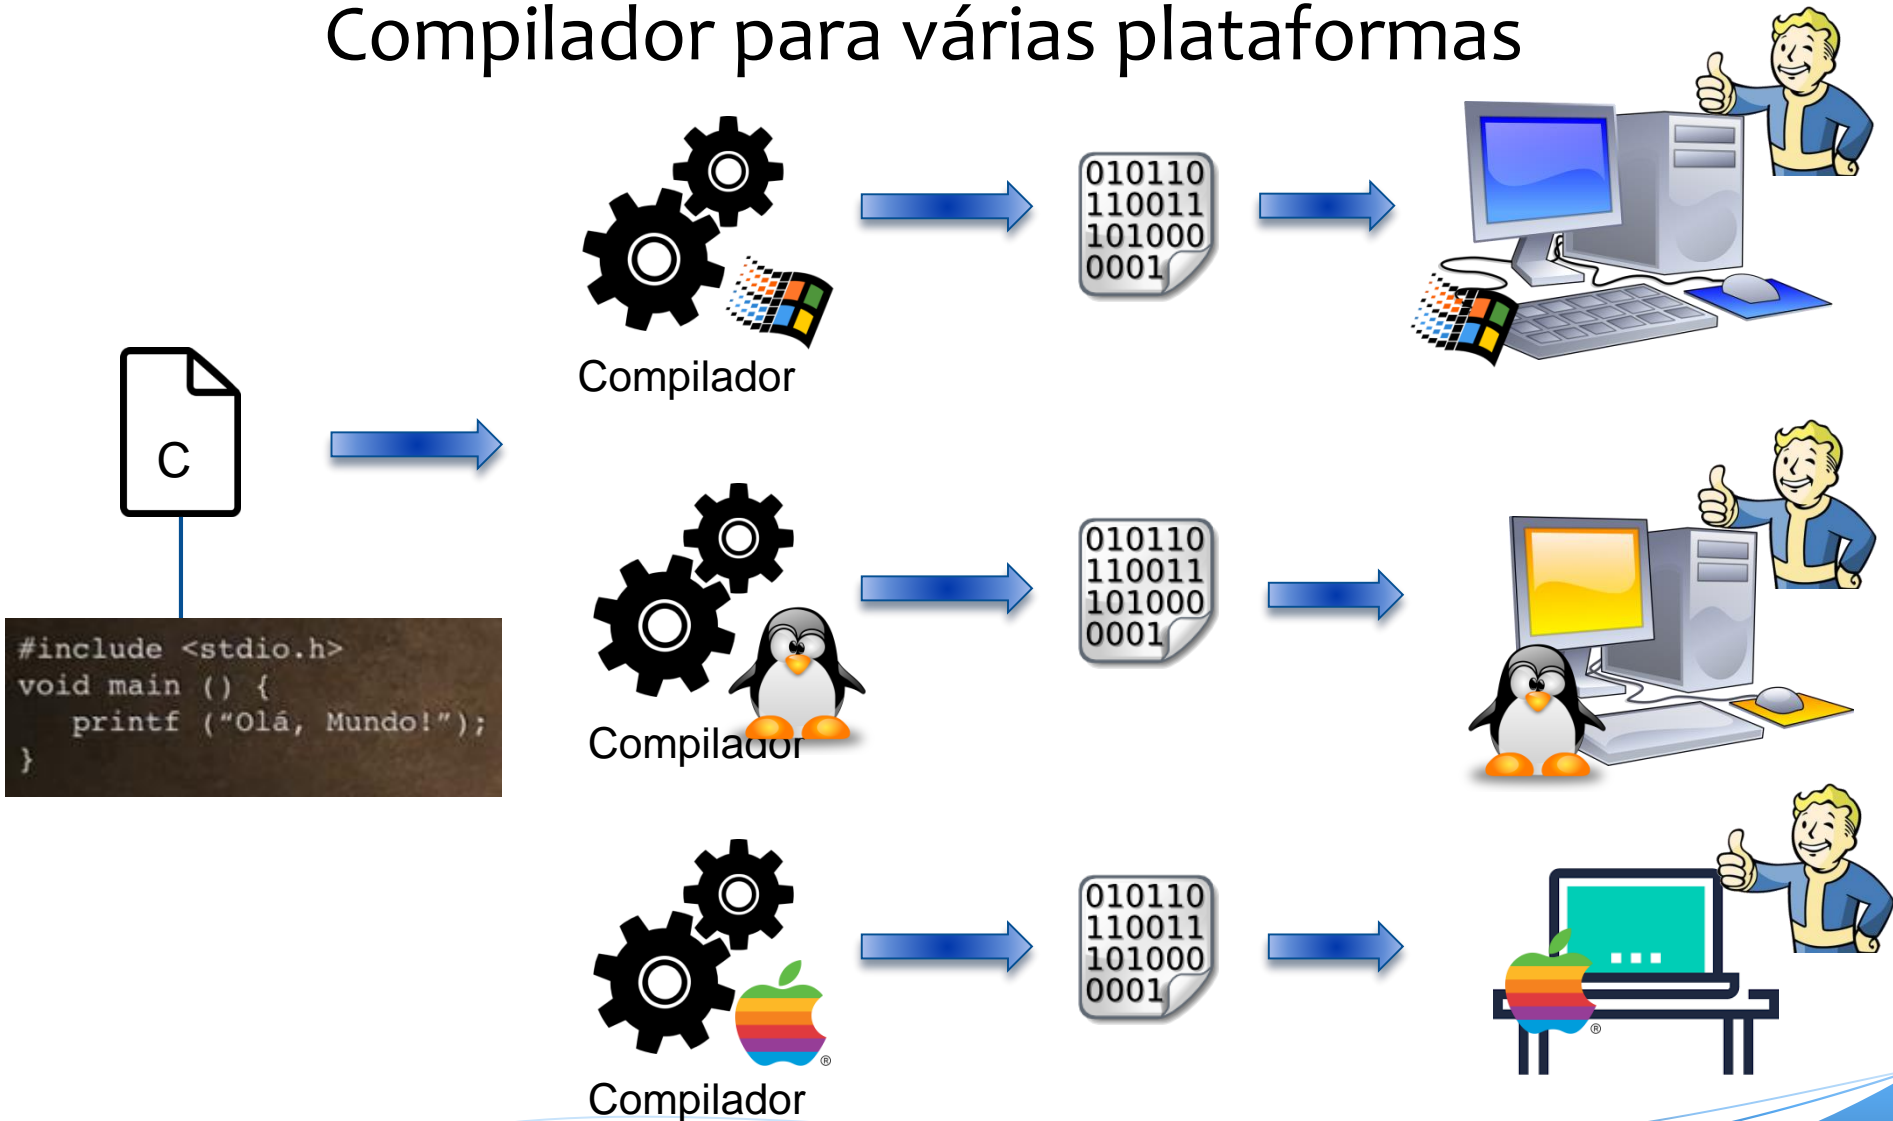 Compilador para várias plataformas
010110
110011
101000
0001
Compilador
C
#include <stdio.h>
void main () {
   printf (“Olá, Mundo!”);
}
010110
110011
101000
0001
Compilador
010110
110011
101000
0001
®
®
Compilador